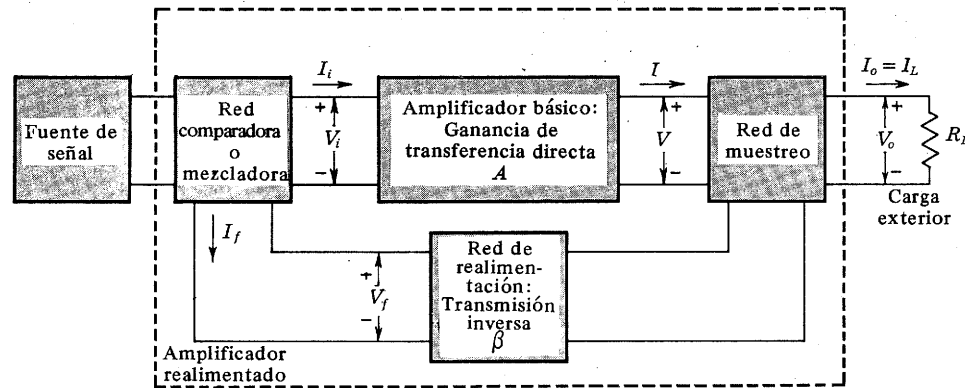 Fuente de
señal
Red
comparadora
o
mezcladora
I_i
+
V_i
−
Amplificador básico:
Ganancia de
transferencia directa
A
I
+
V
−
Red de
muestreo
I_o = I_L
+
V_o
−
Carga
exterior
I_f
+
V_f
−
Red de
realimen-
tación:
Transmisión
inversa
β
Amplificador
realimentado